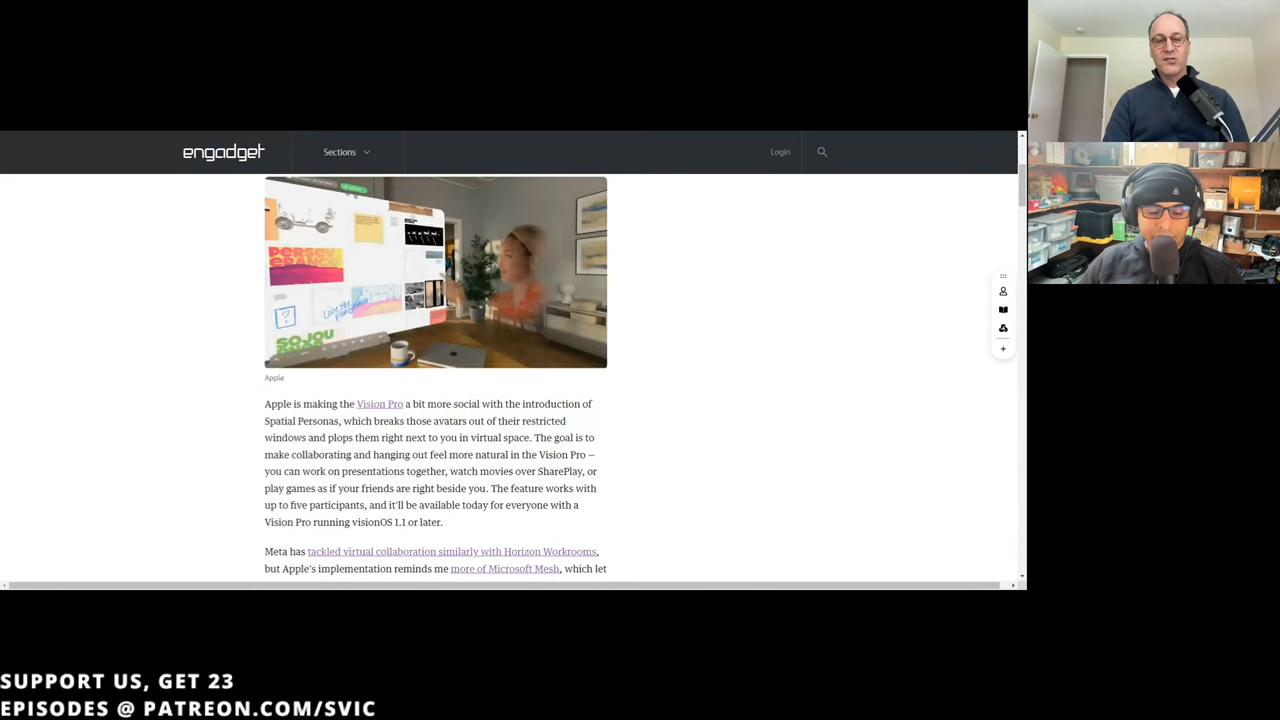 engadget
Sections
Login
PERSEV
ERANCE
?
SOJOU
Apple
Apple is making the Vision Pro a bit more social with the introduction of
Spatial Personas, which breaks those avatars out of their restricted
windows and plops them right next to you in virtual space. The goal is to
make collaborating and hanging out feel more natural in the Vision Pro —
you can work on presentations together, watch movies over SharePlay, or
play games as if your friends are right beside you. The feature works with
up to five participants, and it'll be available today for everyone with a
Vision Pro running visionOS 1.1 or later.
Meta has tackled virtual collaboration similarly with Horizon Workrooms,
but Apple's implementation reminds me more of Microsoft Mesh, which let
SUPPORT US, GET 23
EPISODES @ PATREON.COM/SVIC